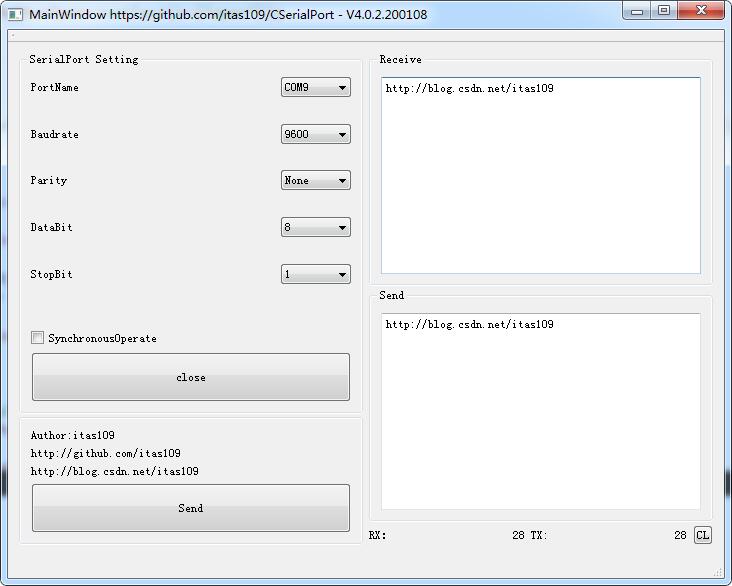 MainWindow https://github.com/itas109/CSerialPort - V4.0.2.200108
SerialPort Setting
PortName COM9
Baudrate 9600
Parity None
DataBit 8
StopBit 1
SynchronousOperate
close
Author:itas109
http://github.com/itas109
http://blog.csdn.net/itas109
Send
Receive
http://blog.csdn.net/itas109
Send
http://blog.csdn.net/itas109
RX: 28 TX: 28 CL